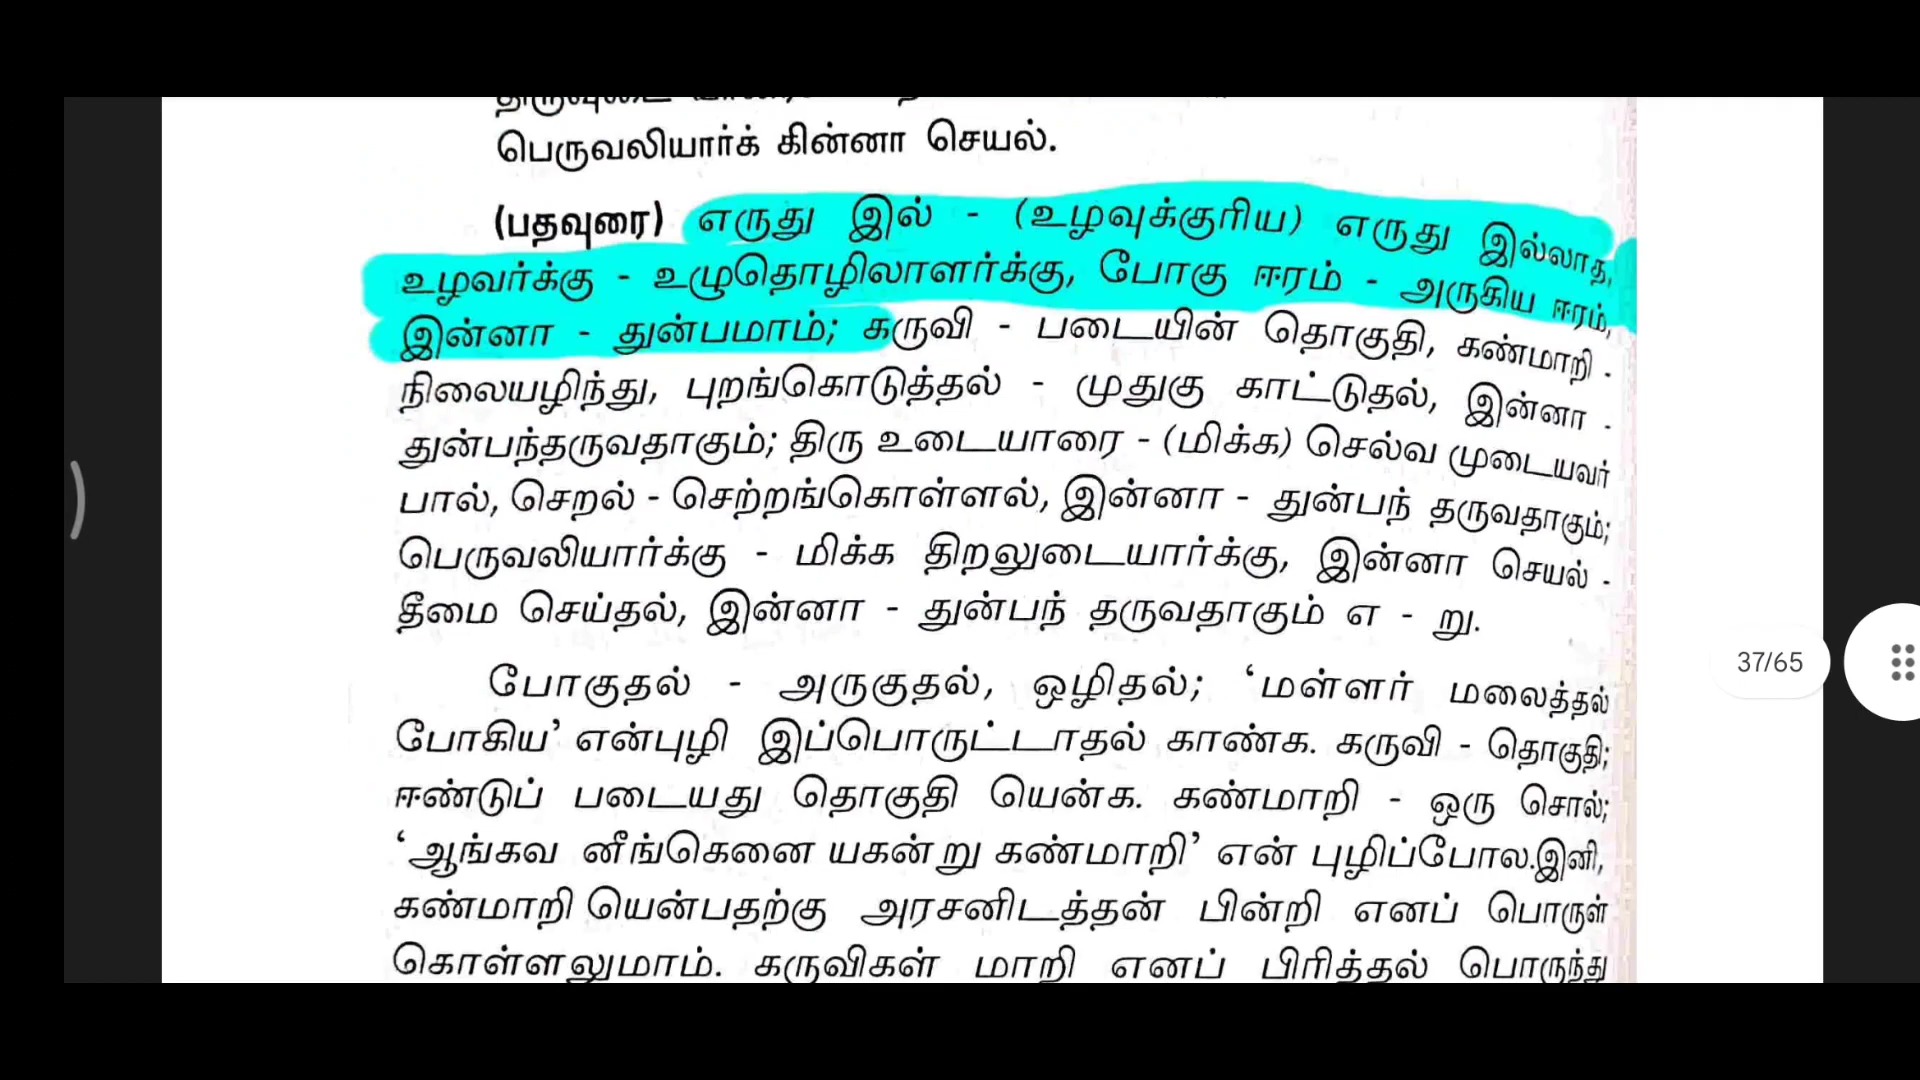 பெருவலியார்க் கின்னா செயல்.
(பதவுரை) எருது இல் - (உழவுக்குரிய) எருது இல்லாத,
உழவர்க்கு - உழுதொழிலாளர்க்கு, போகு ஈரம் - அருகிய ஈரம்,
இன்னா - துன்பமாம்; கருவி - படையின் தொகுதி, கண்மாறி -
நிலையழிந்து, புறங்கொடுத்தல் - முதுகு காட்டுதல், இன்னா -
துன்பந்தருவதாகும்; திரு உடையாரை - (மிக்க) செல்வ முடையவர்
பால், செறல் - செற்றங்கொள்ளல், இன்னா - துன்பந் தருவதாகும்;
பெருவலியார்க்கு - மிக்க திறலுடையார்க்கு, இன்னா செயல் -
தீமை செய்தல், இன்னா - துன்பந் தருவதாகும் எ - று.
போகுதல் - அருகுதல், ஒழிதல்; ‘மள்ளர் மலைத்தல்
போகிய’ என்புழி இப்பொருட்டாதல் காண்க. கருவி - தொகுதி;
ஈண்டுப் படையது தொகுதி யென்க. கண்மாறி - ஒரு சொல்;
‘ஆங்கவ னீங்கெனை யகன்று கண்மாறி’ என் புழிப்போல.இனி,
கண்மாறி யென்பதற்கு அரசனிடத்தன் பின்றி எனப் பொருள்
கொள்ளலுமாம். கருவிகள் மாறி எனப் பிரித்தல் பொருந்து
37/65